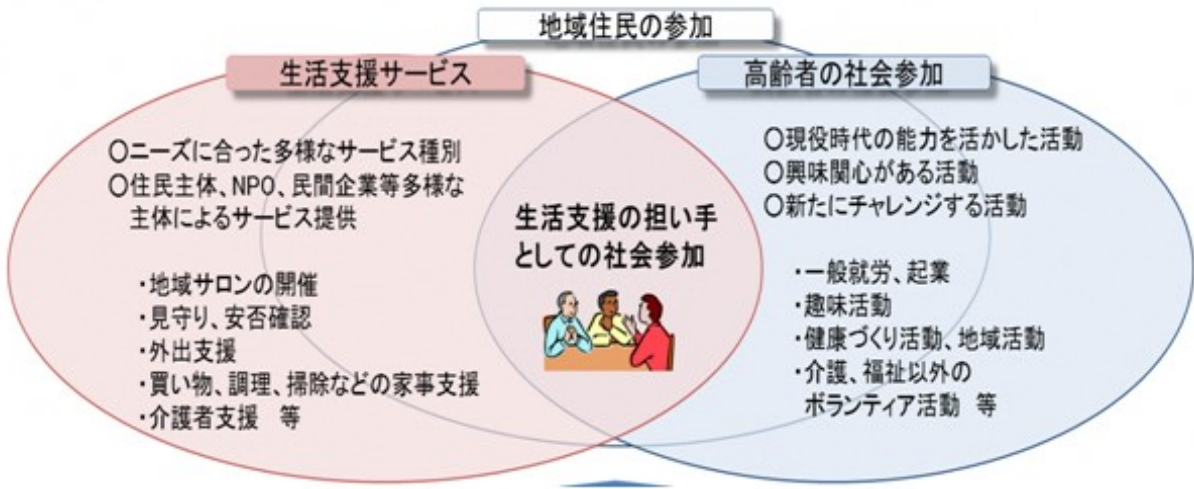 地域住民の参加
生活支援サービス
〇ニーズに合った多様なサービス種別
〇住民主体、NPO、民間企業等多様な
主体によるサービス提供
・地域サロンの開催
・見守り、安否確認
・外出支援
・買い物、調理、掃除などの家事支援
・介護者支援 等
生活支援の担い手
としての社会参加
高齢者の社会参加
〇現役時代の能力を活かした活動
〇興味関心がある活動
〇新たにチャレンジする活動
・一般就労、起業
・趣味活動
・健康づくり活動、地域活動
・介護、福祉以外の
ボランティア活動 等